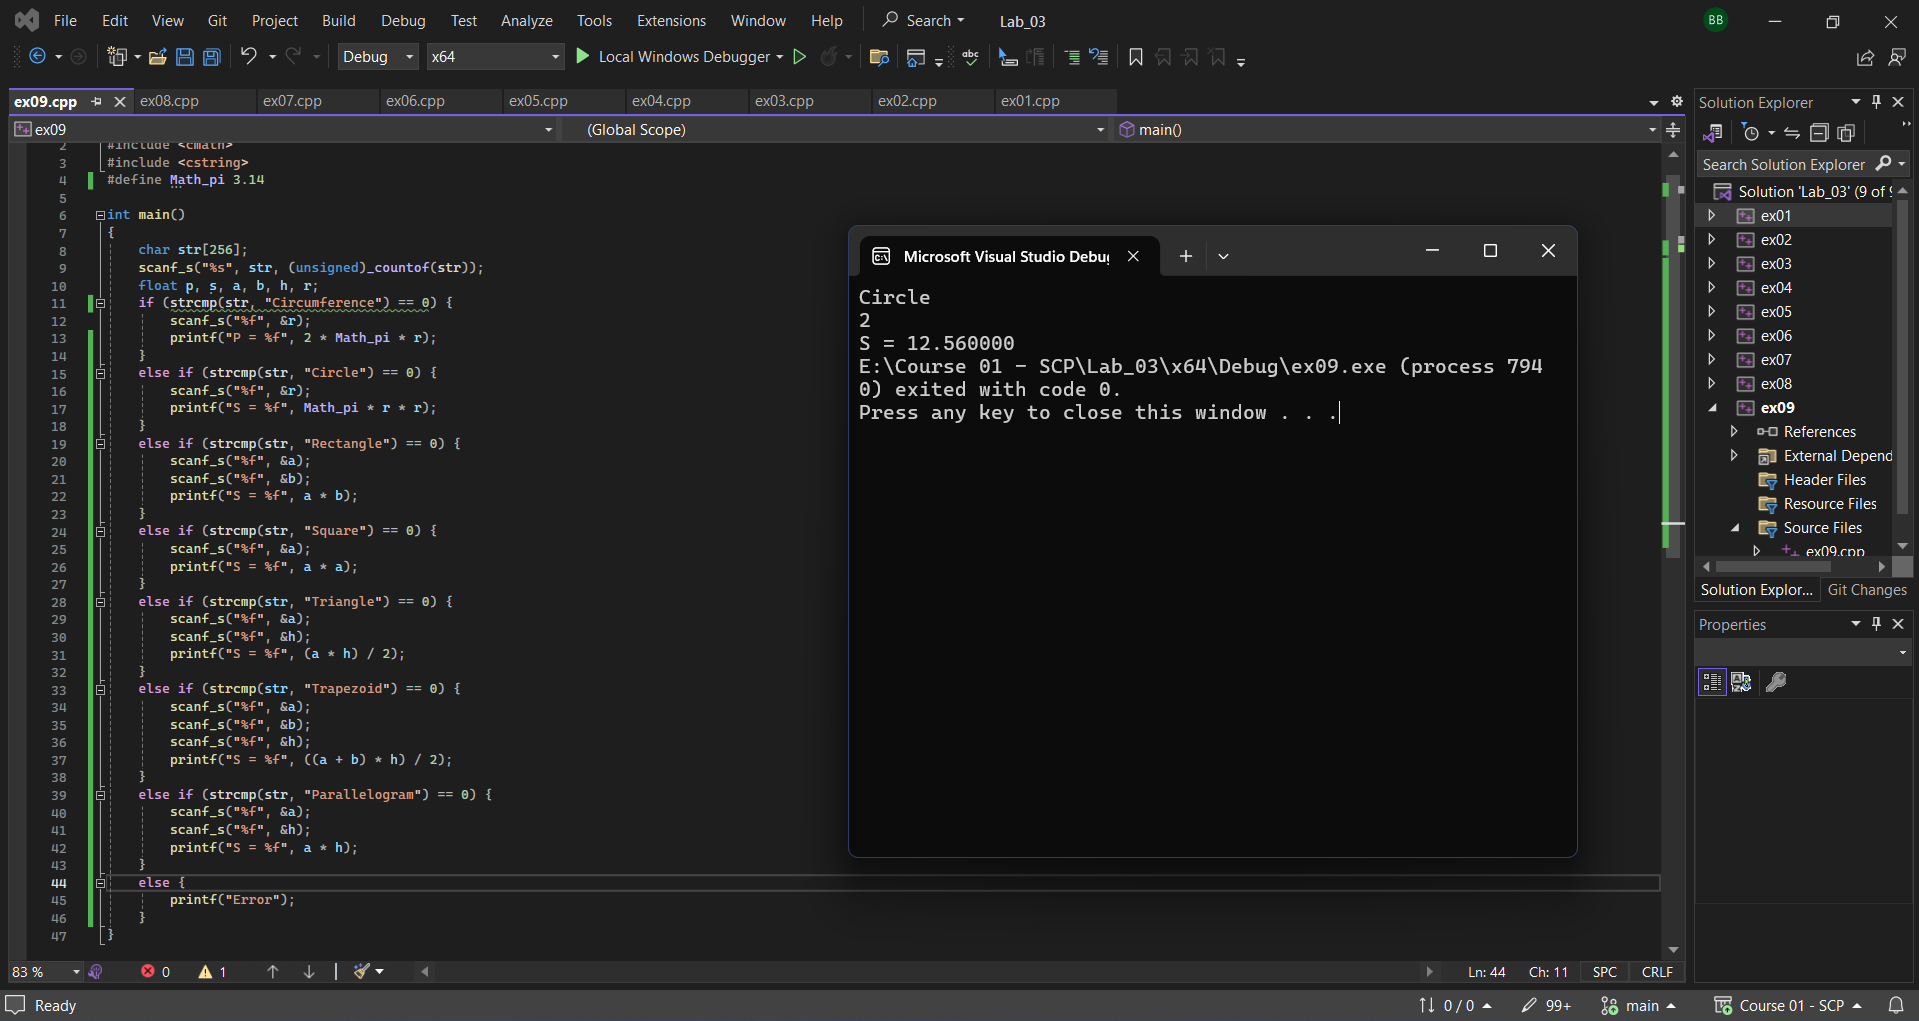 File Edit View Git Project Build Debug Test Analyze Tools Extensions Window Help Search Lab_03 BB
Debug x64 Local Windows Debugger
ex09.cpp ex08.cpp ex07.cpp ex06.cpp ex05.cpp ex04.cpp ex03.cpp ex02.cpp ex01.cpp
ex09 (Global Scope) main()
2 #include <cmath>
3 #include <cstring>
4 #define Math_pi 3.14
5
6 int main()
7 {
8 char str[256];
9 scanf_s("%s", str, (unsigned)_countof(str));
10 float p, s, a, b, h, r;
11 if (strcmp(str, "Circumference") == 0) {
12 scanf_s("%f", &r);
13 printf("P = %f", 2 * Math_pi * r);
14 }
15 else if (strcmp(str, "Circle") == 0) {
16 scanf_s("%f", &r);
17 printf("S = %f", Math_pi * r * r);
18 }
19 else if (strcmp(str, "Rectangle") == 0) {
20 scanf_s("%f", &a);
21 scanf_s("%f", &b);
22 printf("S = %f", a * b);
23 }
24 else if (strcmp(str, "Square") == 0) {
25 scanf_s("%f", &a);
26 printf("S = %f", a * a);
27 }
28 else if (strcmp(str, "Triangle") == 0) {
29 scanf_s("%f", &a);
30 scanf_s("%f", &h);
31 printf("S = %f", (a * h) / 2);
32 }
33 else if (strcmp(str, "Trapezoid") == 0) {
34 scanf_s("%f", &a);
35 scanf_s("%f", &b);
36 scanf_s("%f", &h);
37 printf("S = %f", ((a + b) * h) / 2);
38 }
39 else if (strcmp(str, "Parallelogram") == 0) {
40 scanf_s("%f", &a);
41 scanf_s("%f", &h);
42 printf("S = %f", a * h);
43 }
44 else {
45 printf("Error");
46 }
47 }
Microsoft Visual Studio Debug
Circle
2
S = 12.560000
E:\Course 01 - SCP\Lab_03\x64\Debug\ex09.exe (process 794
0) exited with code 0.
Press any key to close this window . . .
Solution Explorer
Search Solution Explorer
Solution 'Lab_03' (9 of 9
ex01
ex02
ex03
ex04
ex05
ex06
ex07
ex08
ex09
References
External Depend
Header Files
Resource Files
Source Files
ex09.cpp
Solution Explor... Git Changes
Properties
83 % 0 1 Ln: 44 Ch: 11 SPC CRLF
Ready 0 / 0 99+ main Course 01 - SCP